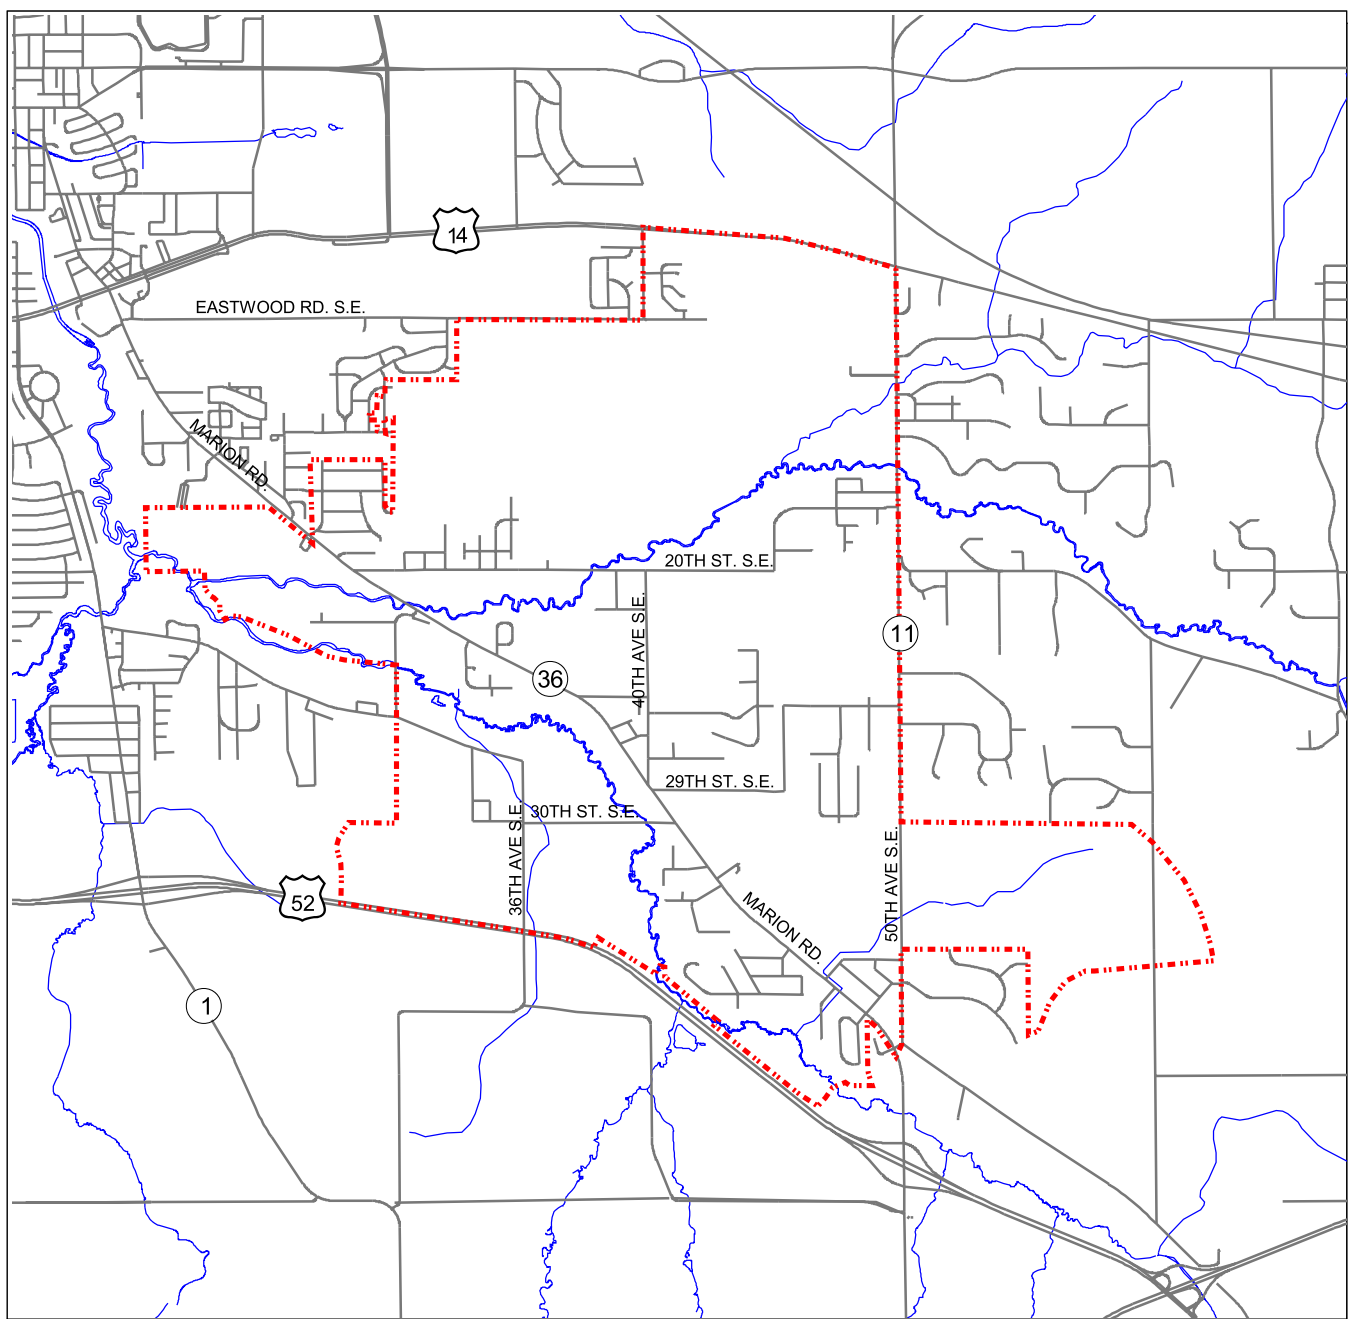 14
EASTWOOD RD. S.E.
MARION RD.
20TH ST. S.E.
40TH AVE S.E.
11
36
29TH ST. S.E.
30TH ST. S.E.
36TH AVE S.E.
50TH AVE S.E.
52
MARION RD.
1